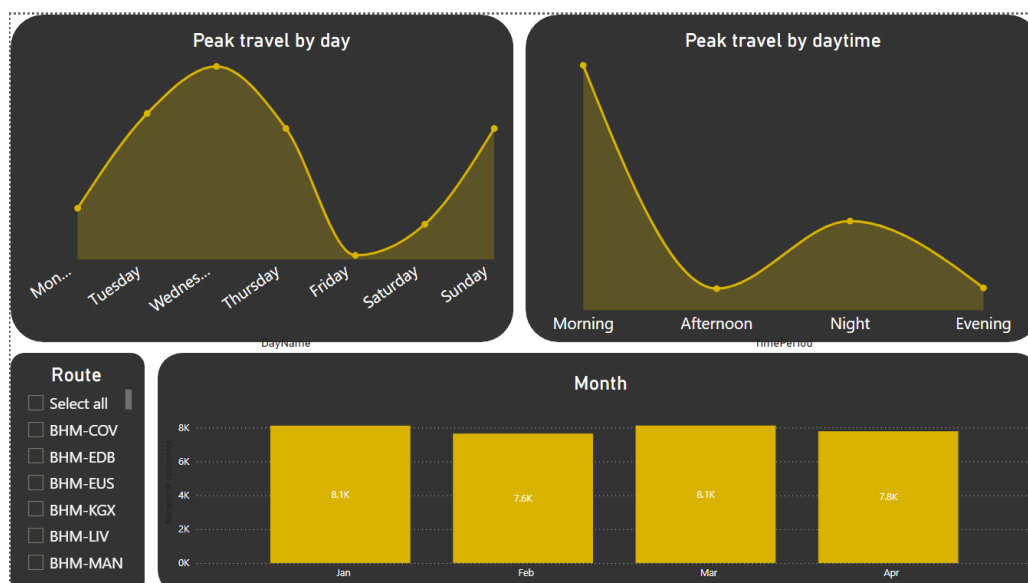 Peak travel by day
Mon...
Tuesday
Wednes...
Thursday
Friday
Saturday
Sunday
DayName
Peak travel by daytime
Morning
Afternoon
Night
Evening
TimePeriod
Route
Select all
BHM-COV
BHM-EDB
BHM-EUS
BHM-KGX
BHM-LIV
BHM-MAN
Month
8K
6K
4K
2K
0K
8.1K
7.6K
8.1K
7.8K
Jan
Feb
Mar
Apr